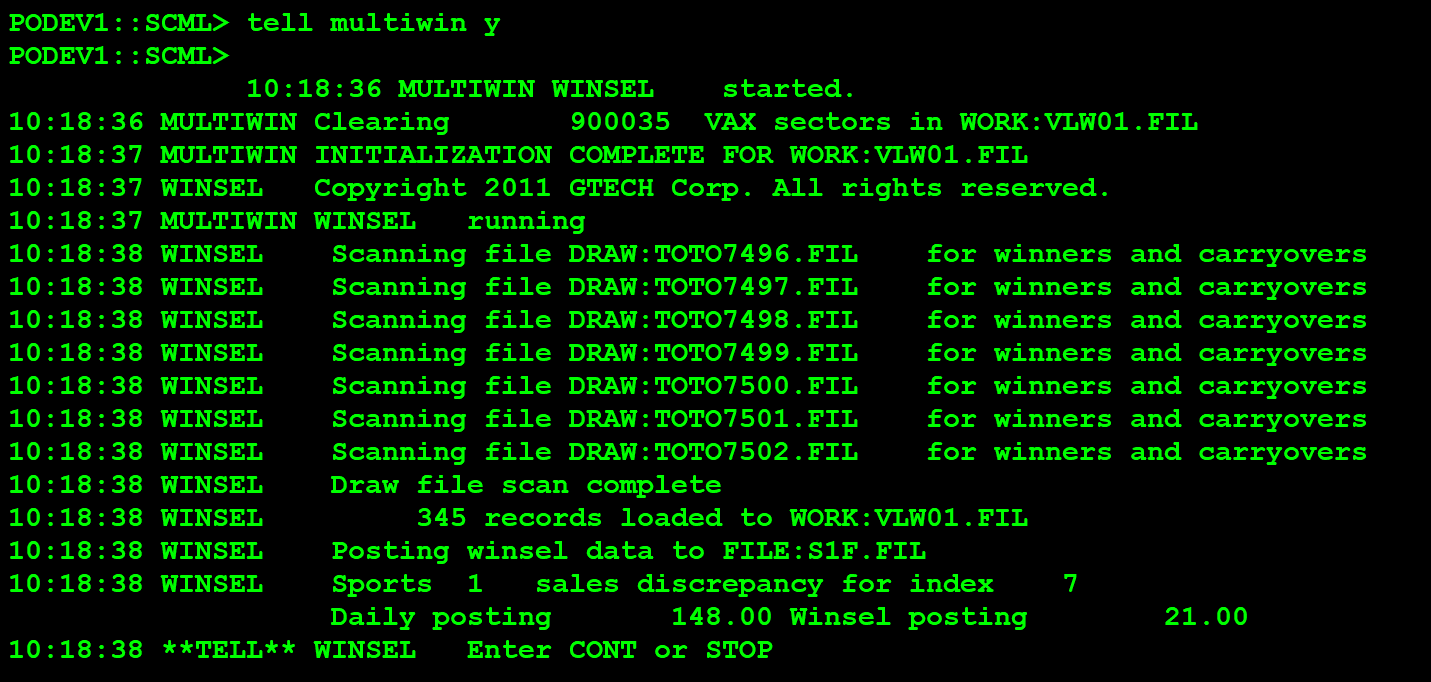 PODEV1::SCML> tell multiwin y
PODEV1::SCML>
              10:18:36 MULTIWIN WINSEL    started.
10:18:36 MULTIWIN Clearing       900035  VAX sectors in WORK:VLW01.FIL
10:18:37 MULTIWIN INITIALIZATION COMPLETE FOR WORK:VLW01.FIL
10:18:37 WINSEL   Copyright 2011 GTECH Corp. All rights reserved.
10:18:37 MULTIWIN WINSEL   running
10:18:38 WINSEL    Scanning file DRAW:TOTO7496.FIL    for winners and carryovers
10:18:38 WINSEL    Scanning file DRAW:TOTO7497.FIL    for winners and carryovers
10:18:38 WINSEL    Scanning file DRAW:TOTO7498.FIL    for winners and carryovers
10:18:38 WINSEL    Scanning file DRAW:TOTO7499.FIL    for winners and carryovers
10:18:38 WINSEL    Scanning file DRAW:TOTO7500.FIL    for winners and carryovers
10:18:38 WINSEL    Scanning file DRAW:TOTO7501.FIL    for winners and carryovers
10:18:38 WINSEL    Scanning file DRAW:TOTO7502.FIL    for winners and carryovers
10:18:38 WINSEL    Draw file scan complete
10:18:38 WINSEL         345 records loaded to WORK:VLW01.FIL
10:18:38 WINSEL    Posting winsel data to FILE:S1F.FIL
10:18:38 WINSEL    Sports  1   sales discrepancy for index    7
                   Daily posting       148.00 Winsel posting        21.00
10:18:38 **TELL** WINSEL   Enter CONT or STOP